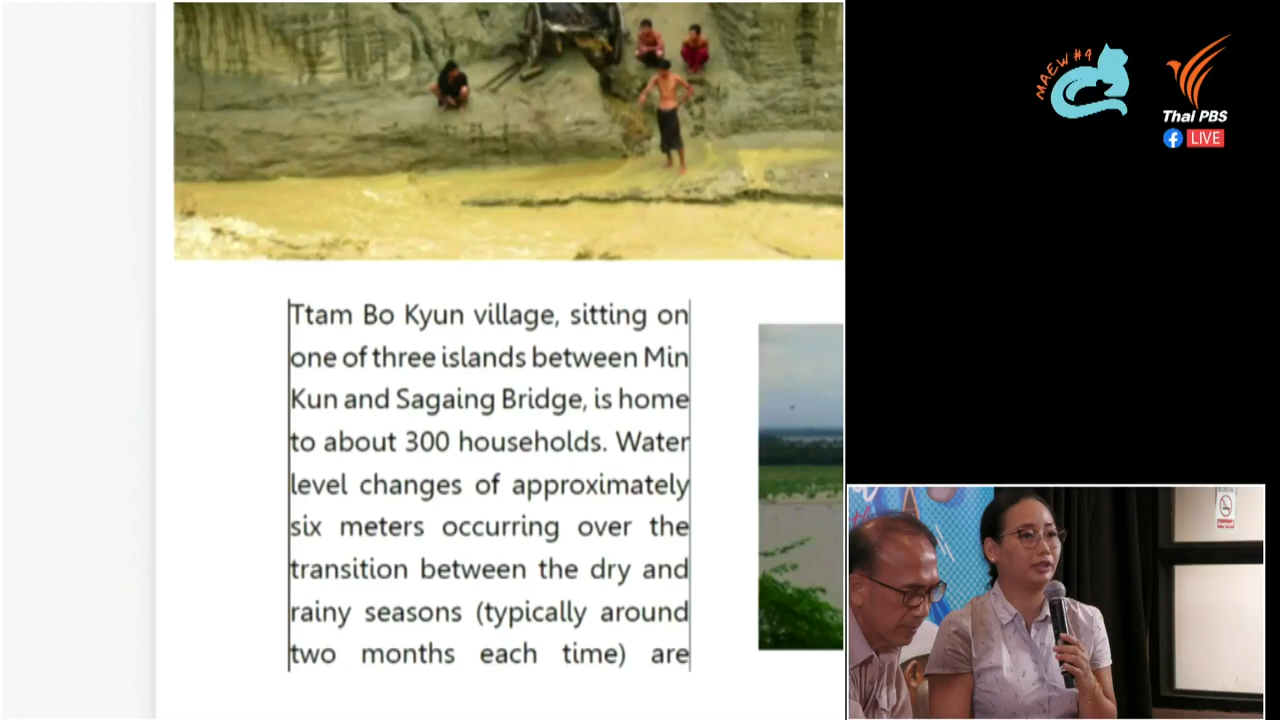 MAEW #4
Thai PBS
LIVE
Ttam Bo Kyun village, sitting on
one of three islands between Min
Kun and Sagaing Bridge, is home
to about 300 households. Water
level changes of approximately
six meters occurring over the
transition between the dry and
rainy seasons (typically around
two months each time) are